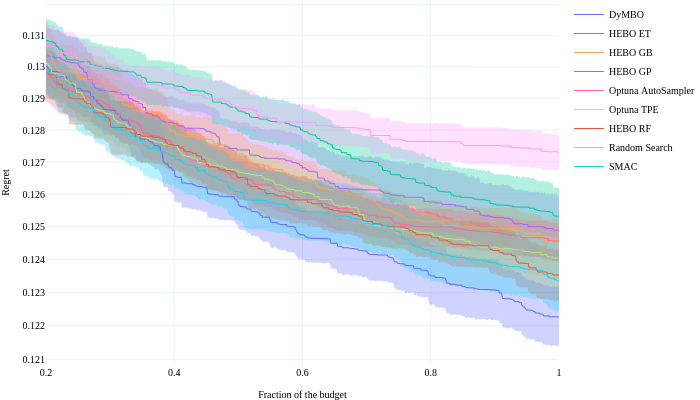 DyMBO
HEBO ET
HEBO GB
HEBO GP
Optuna AutoSampler
Optuna TPE
HEBO RF
Random Search
SMAC
Regret
0.131
0.13
0.129
0.128
0.127
0.126
0.125
0.124
0.123
0.122
0.121
0.2
0.4
0.6
0.8
1
Fraction of the budget